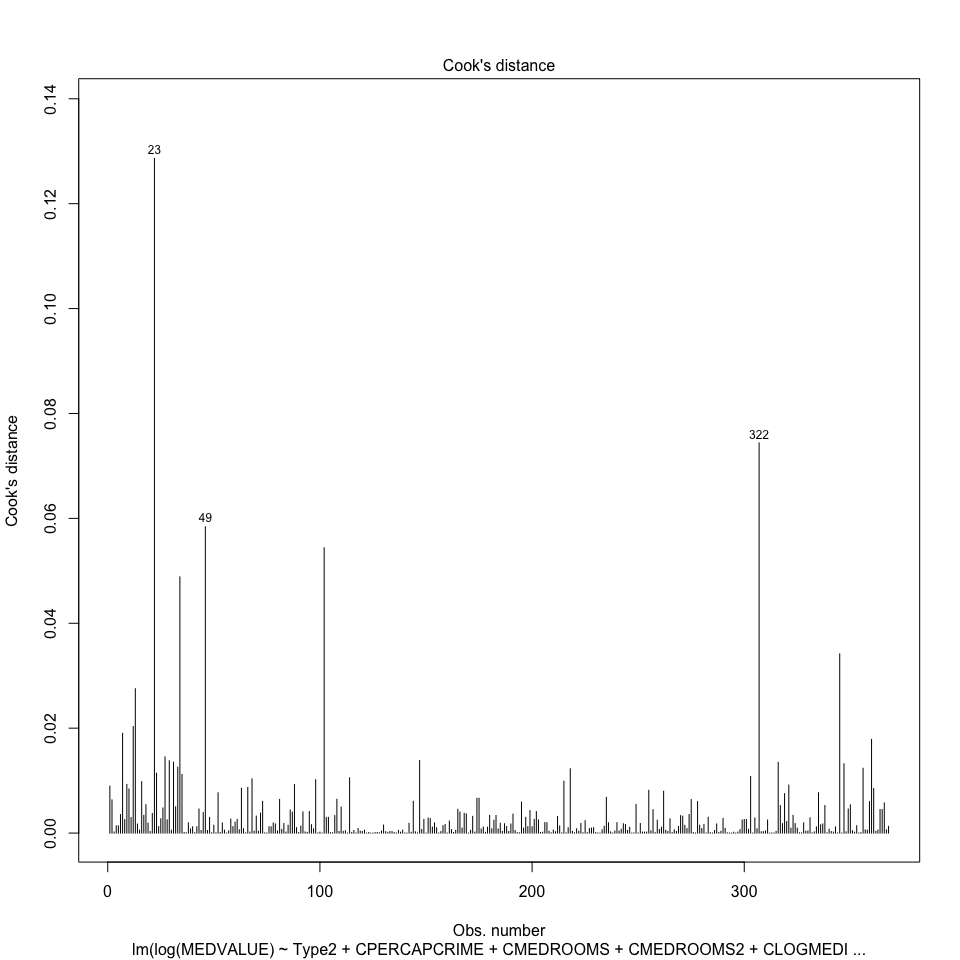 Cook's distance
0.14
0.12
0.10
0.08
0.06
0.04
0.02
0.00
Cook's distance
23
322
49
0 100 200 300
Obs. number
lm(log(MEDVALUE) ~ Type2 + CPERCAPCRIME + CMEDROOMS + CMEDROOMS2 + CLOGMEDI ...